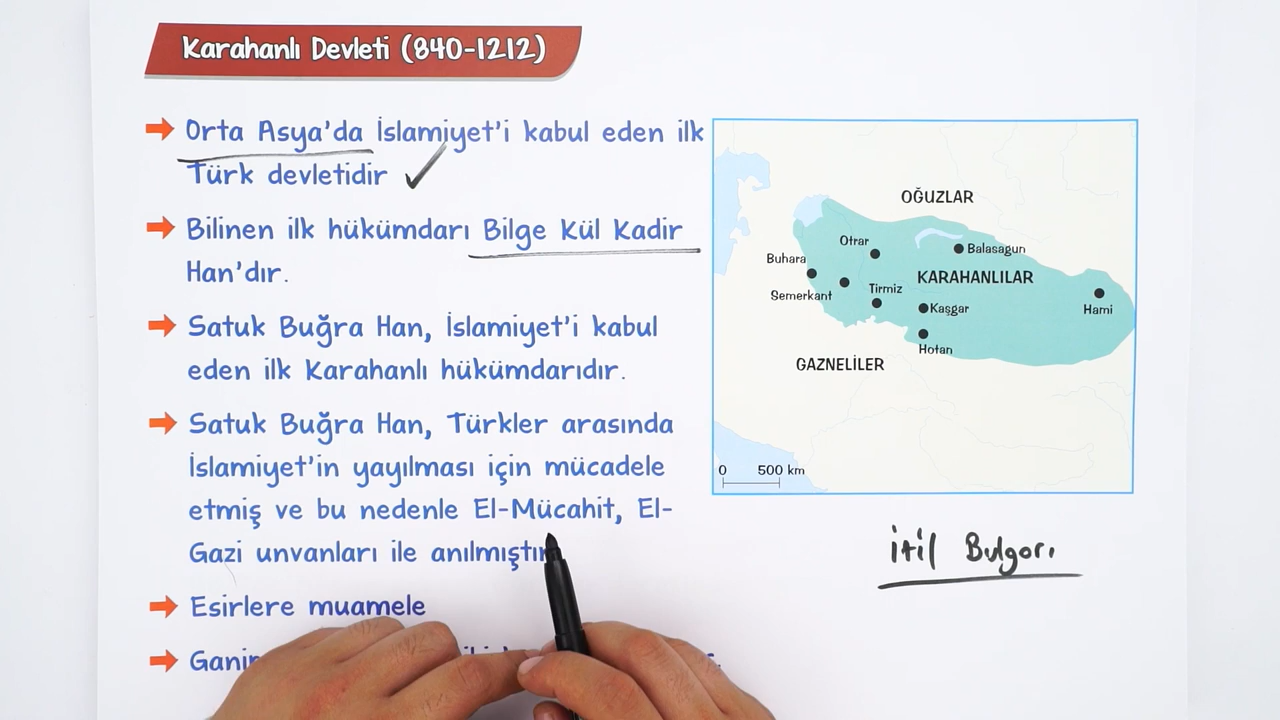 Karahanlı Devleti (840-1212)
Orta Asya'da İslamiyet'i kabul eden ilk
Türk devletidir
Bilinen ilk hükümdarı Bilge Kül Kadir
Han'dır.
Satuk Buğra Han, İslamiyet'i kabul
eden ilk Karahanlı hükümdarıdır.
Satuk Buğra Han, Türkler arasında
İslamiyet'in yayılması için mücadele
etmiş ve bu nedenle El-Mücahit, El-
Gazi unvanları ile anılmıştır
Esirlere muamele
OĞUZLAR
Otrar
Balasagun
Buhara
KARAHANLILAR
Semerkant
Tirmiz
Kaşgar
Hami
Hotan
GAZNELİLER
0 500 km
İtil Bulgar.